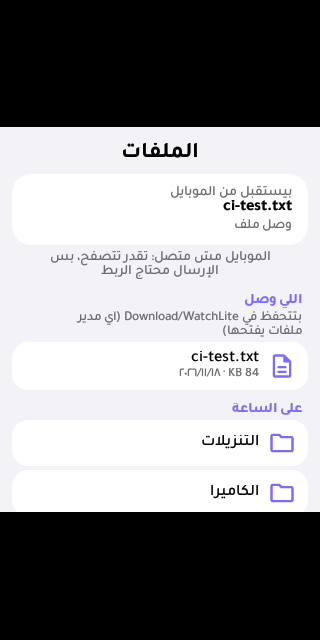 الملفات
بيستقبل من الموبايل
ci-test.txt
وصل ملف
الموبايل مش متصل: تقدر تتصفح، بس
الإرسال محتاج الربط
اللي وصل
بتتحفظ في Download/WatchLite (اي مدير
ملفات يفتحها)
ci-test.txt
84 KB · ٢٠٢٦/١١/١٨
على الساعة
التنزيلات
الكاميرا